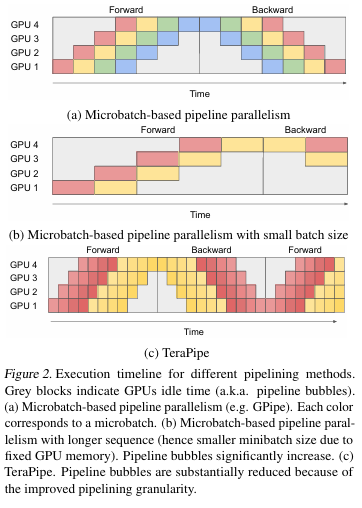 Forward Backward
GPU 4
GPU 3
GPU 2
GPU 1
Time
(a) Microbatch-based pipeline parallelism
Forward Backward
GPU 4
GPU 3
GPU 2
GPU 1
Time
(b) Microbatch-based pipeline parallelism with small batch size
Forward Backward Forward
GPU 4
GPU 3
GPU 2
GPU 1
Time
(c) TeraPipe
Figure 2. Execution timeline for different pipelining methods.
Grey blocks indicate GPUs idle time (a.k.a. pipeline bubbles).
(a) Microbatch-based pipeline parallelism (e.g. GPipe). Each color
corresponds to a microbatch. (b) Microbatch-based pipeline paral-
lelism with longer sequence (hence smaller minibatch size due to
fixed GPU memory). Pipeline bubbles significantly increase. (c)
TeraPipe. Pipeline bubbles are substantially reduced because of
the improved pipelining granularity.